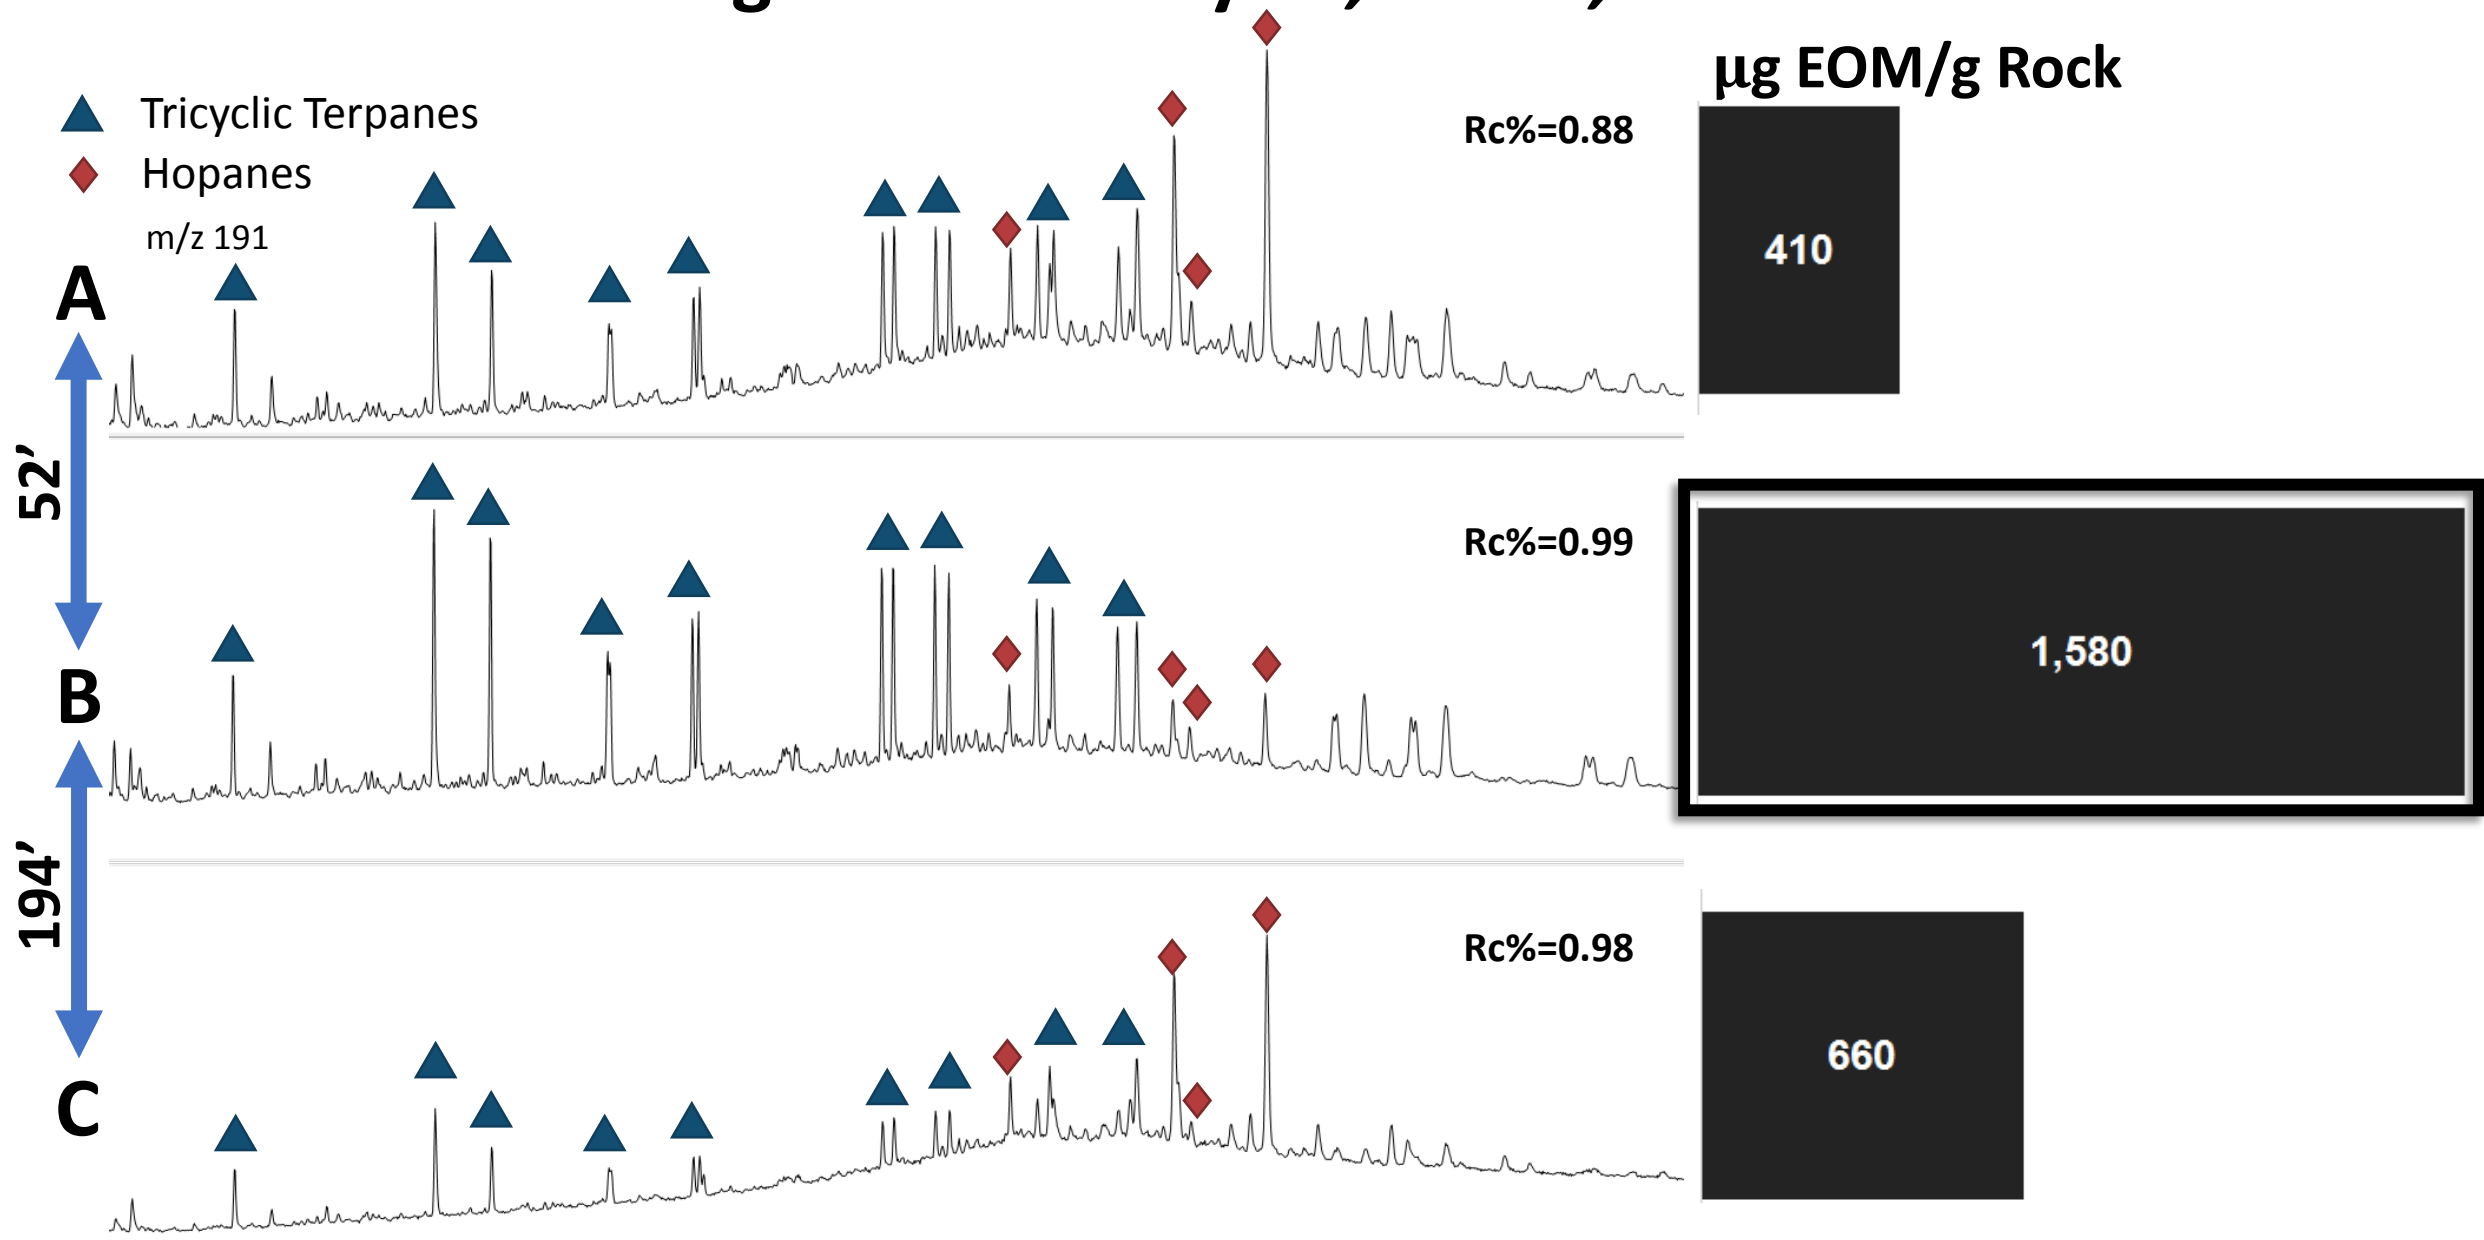 µg EOM/g Rock
Tricyclic Terpanes
Hopanes
m/z 191
Rc%=0.88
410
A
52’
Rc%=0.99
1,580
B
194’
Rc%=0.98
660
C